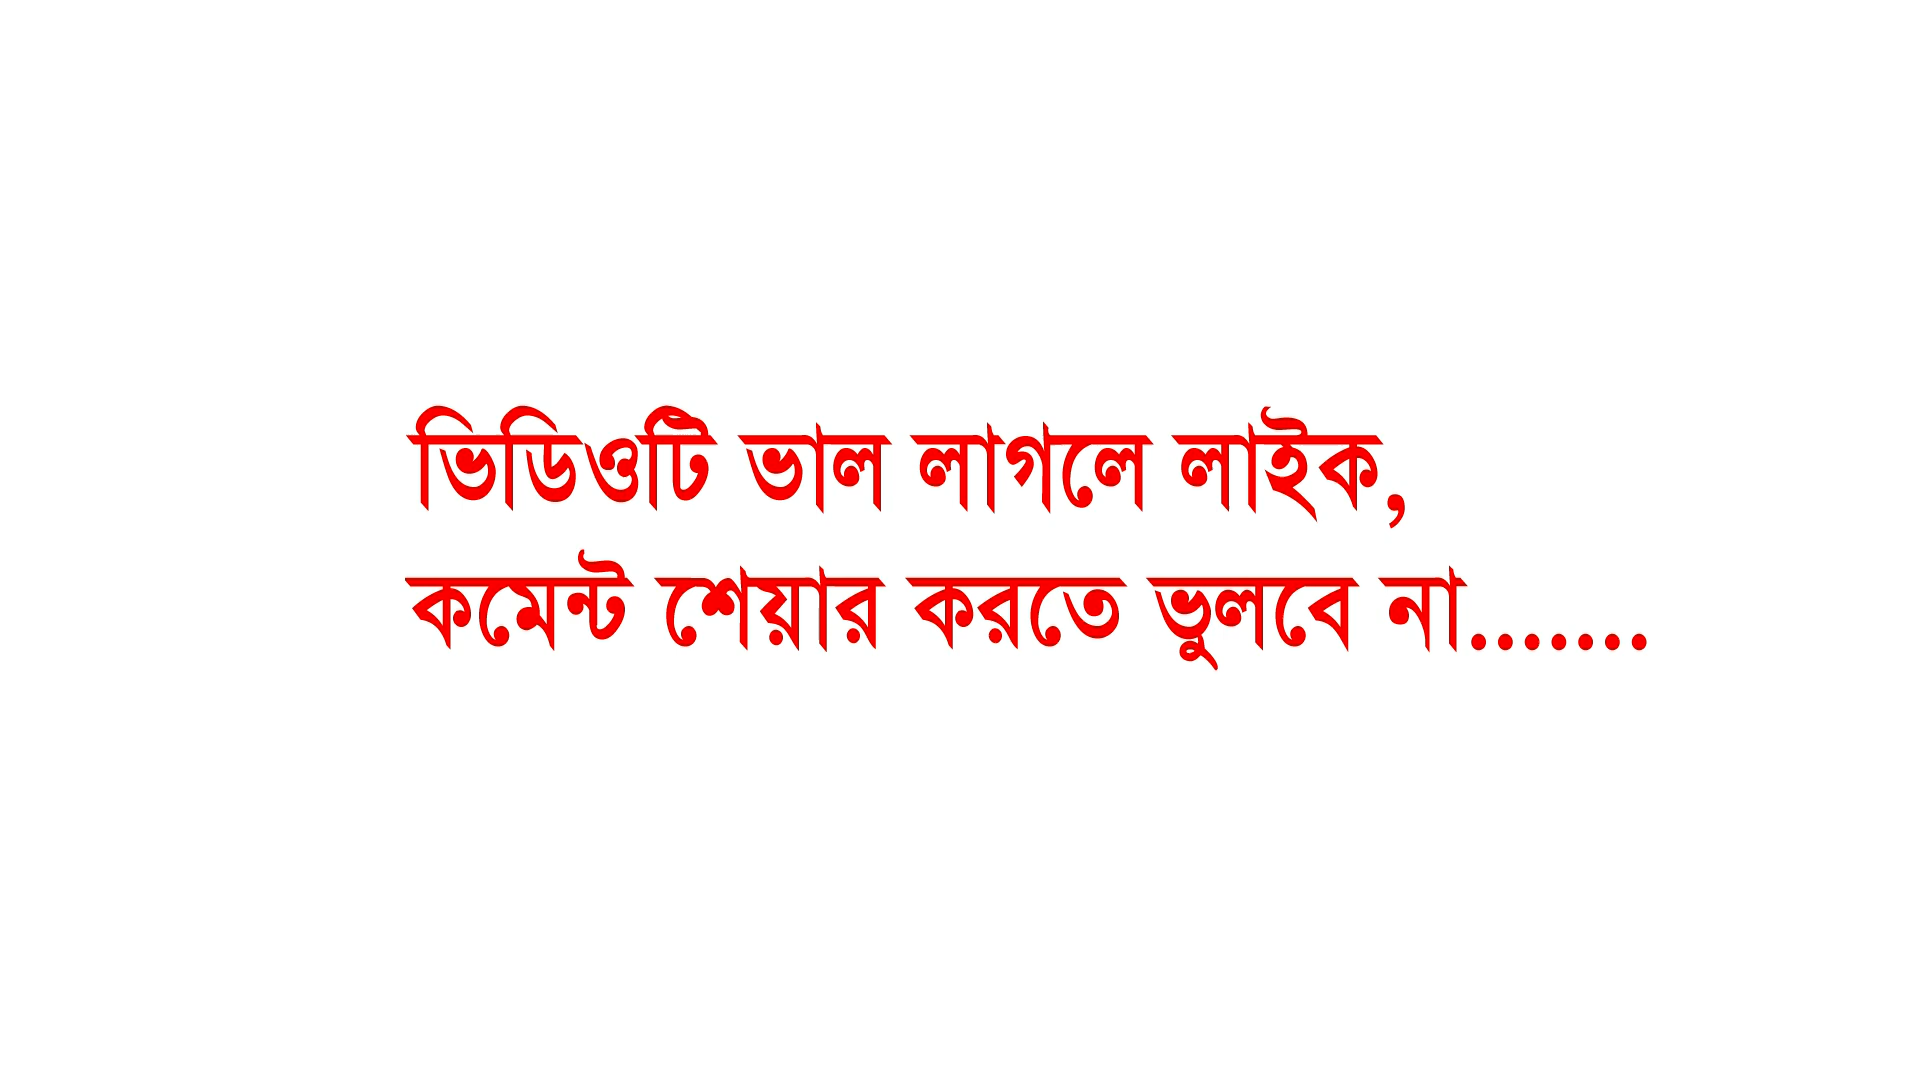 ভিডিওটি ভাল লাগলে লাইক,
কমেন্ট শেয়ার করতে ভুলবে না.......